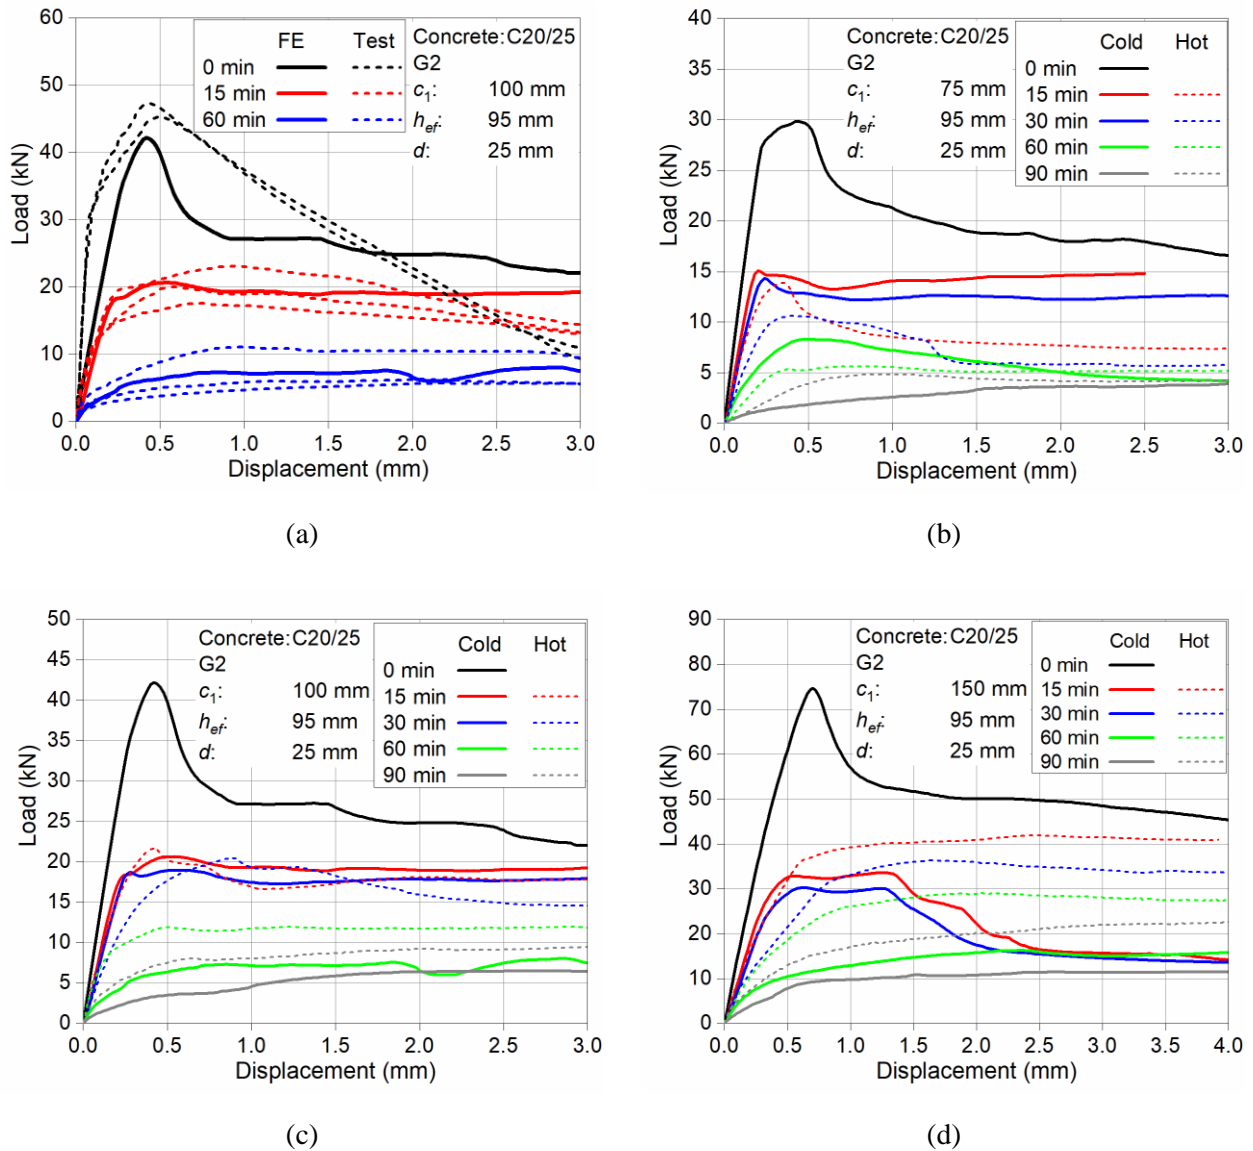 60
50
40
30
20
10
0
Load (kN)
FE Test
0 min
15 min
60 min
Concrete:C20/25
G2
c1: 100 mm
hef: 95 mm
d: 25 mm
0.0 0.5 1.0 1.5 2.0 2.5 3.0
Displacement (mm)
(a)
40
35
30
25
20
15
10
5
0
Load (kN)
Concrete:C20/25
G2
c1: 75 mm
hef: 95 mm
d: 25 mm
Cold Hot
0 min
15 min
30 min
60 min
90 min
0.0 0.5 1.0 1.5 2.0 2.5 3.0
Displacement (mm)
(b)
50
45
40
35
30
25
20
15
10
5
0
Load (kN)
Concrete:C20/25
G2
c1: 100 mm
hef: 95 mm
d: 25 mm
Cold Hot
0 min
15 min
30 min
60 min
90 min
0.0 0.5 1.0 1.5 2.0 2.5 3.0
Displacement (mm)
(c)
90
80
70
60
50
40
30
20
10
0
Load (kN)
Concrete:C20/25
G2
c1: 150 mm
hef: 95 mm
d: 25 mm
Cold Hot
0 min
15 min
30 min
60 min
90 min
0.0 0.5 1.0 1.5 2.0 2.5 3.0 3.5 4.0
Displacement (mm)
(d)